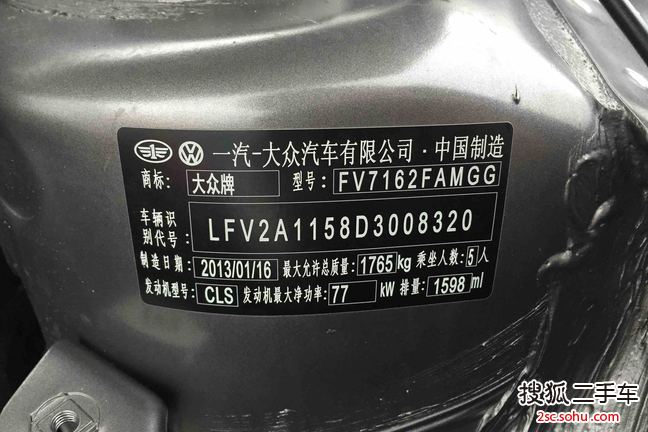 一汽-大众汽车有限公司·中国制造
商标: 大众牌 型号: FV7162FAMGG
车辆识别代号: LFV2A1158D3008320
制造日期: 2013/01/16 最大允许总质量: 1765kg 乘坐人数: 5人
发动机型号: CLS 发动机最大净功率: 77 kW 排量: 1598 ml
搜狐二手车
2sc.sohu.com